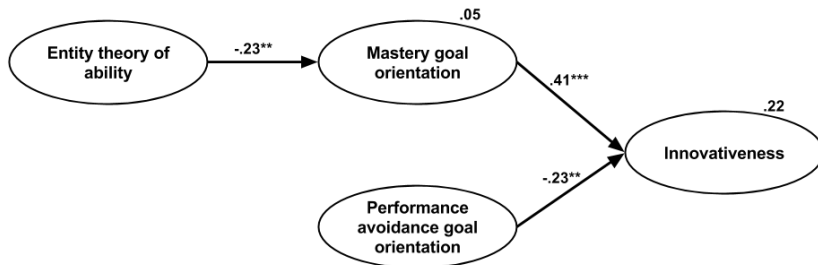 .05
-.23**
Entity theory of
ability
Mastery goal
orientation
.41***
.22
Innovativeness
-.23**
Performance
avoidance goal
orientation